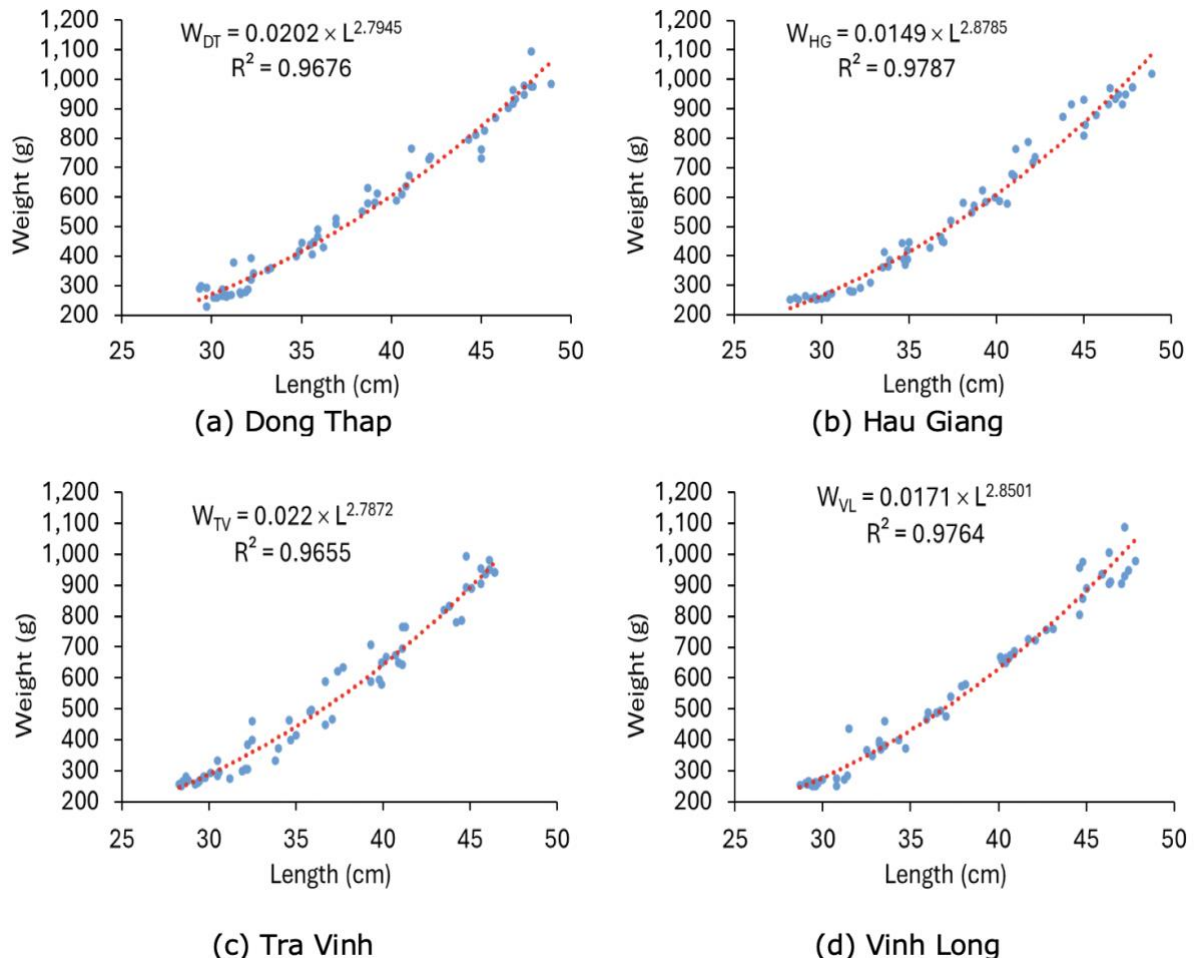 W_DT = 0.0202 × L^2.7945
R² = 0.9676
Weight (g)
1,200
1,100
1,000
900
800
700
600
500
400
300
200
25 30 35 40 45 50
Length (cm)
(a) Dong Thap
W_HG = 0.0149 × L^2.8785
R² = 0.9787
Weight (g)
1,200
1,100
1,000
900
800
700
600
500
400
300
200
25 30 35 40 45 50
Length (cm)
(b) Hau Giang
W_TV = 0.022 × L^2.7872
R² = 0.9655
Weight (g)
1,200
1,100
1,000
900
800
700
600
500
400
300
200
25 30 35 40 45 50
Length (cm)
(c) Tra Vinh
W_VL = 0.0171 × L^2.8501
R² = 0.9764
Weight (g)
1,200
1,100
1,000
900
800
700
600
500
400
300
200
25 30 35 40 45 50
Length (cm)
(d) Vinh Long